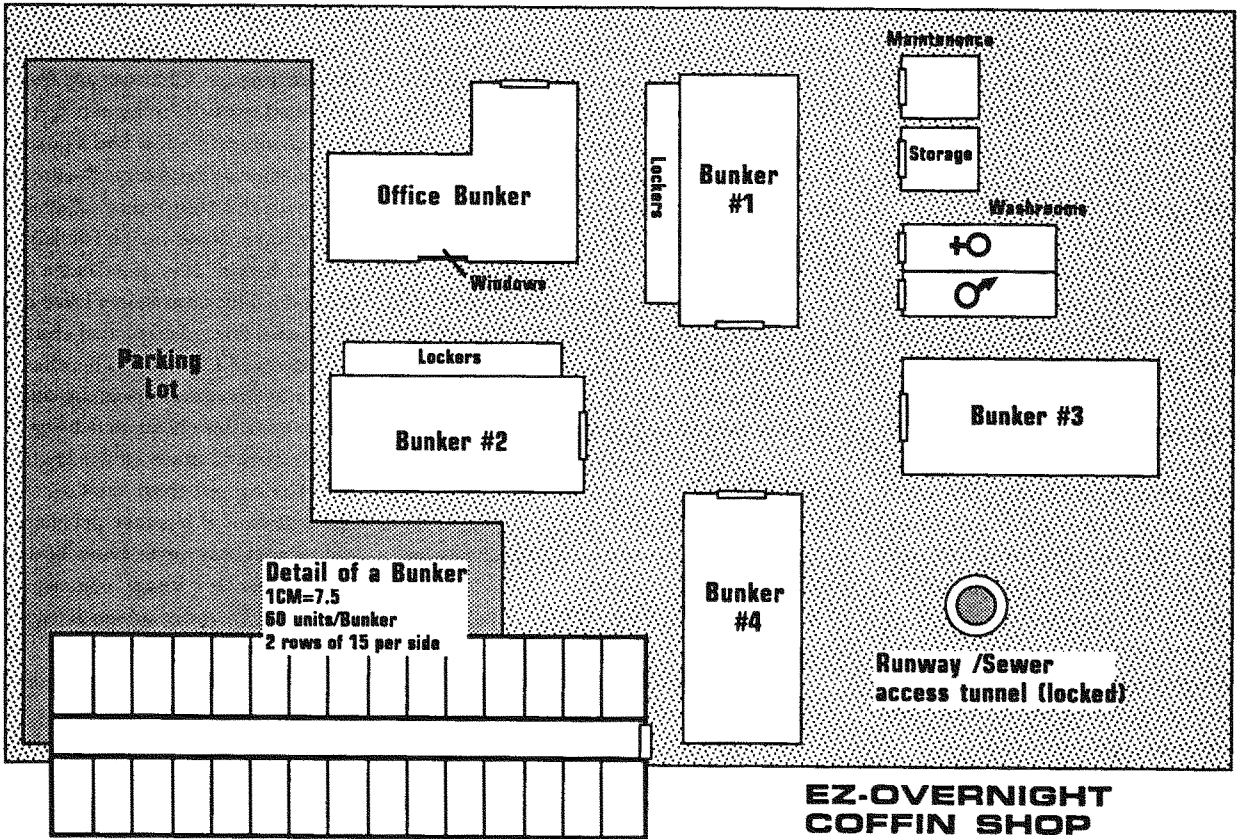 Maintenance
Storage
Washrooms
Office Bunker
Windows
Lockers
Bunker
#1
Parking
Lot
Lockers
Bunker #2
Bunker #3
Detail of a Bunker
1CM=7.5
60 units/Bunker
2 rows of 15 per side
Bunker
#4
Runway /Sewer
access tunnel (locked)
EZ-OVERNIGHT
COFFIN SHOP